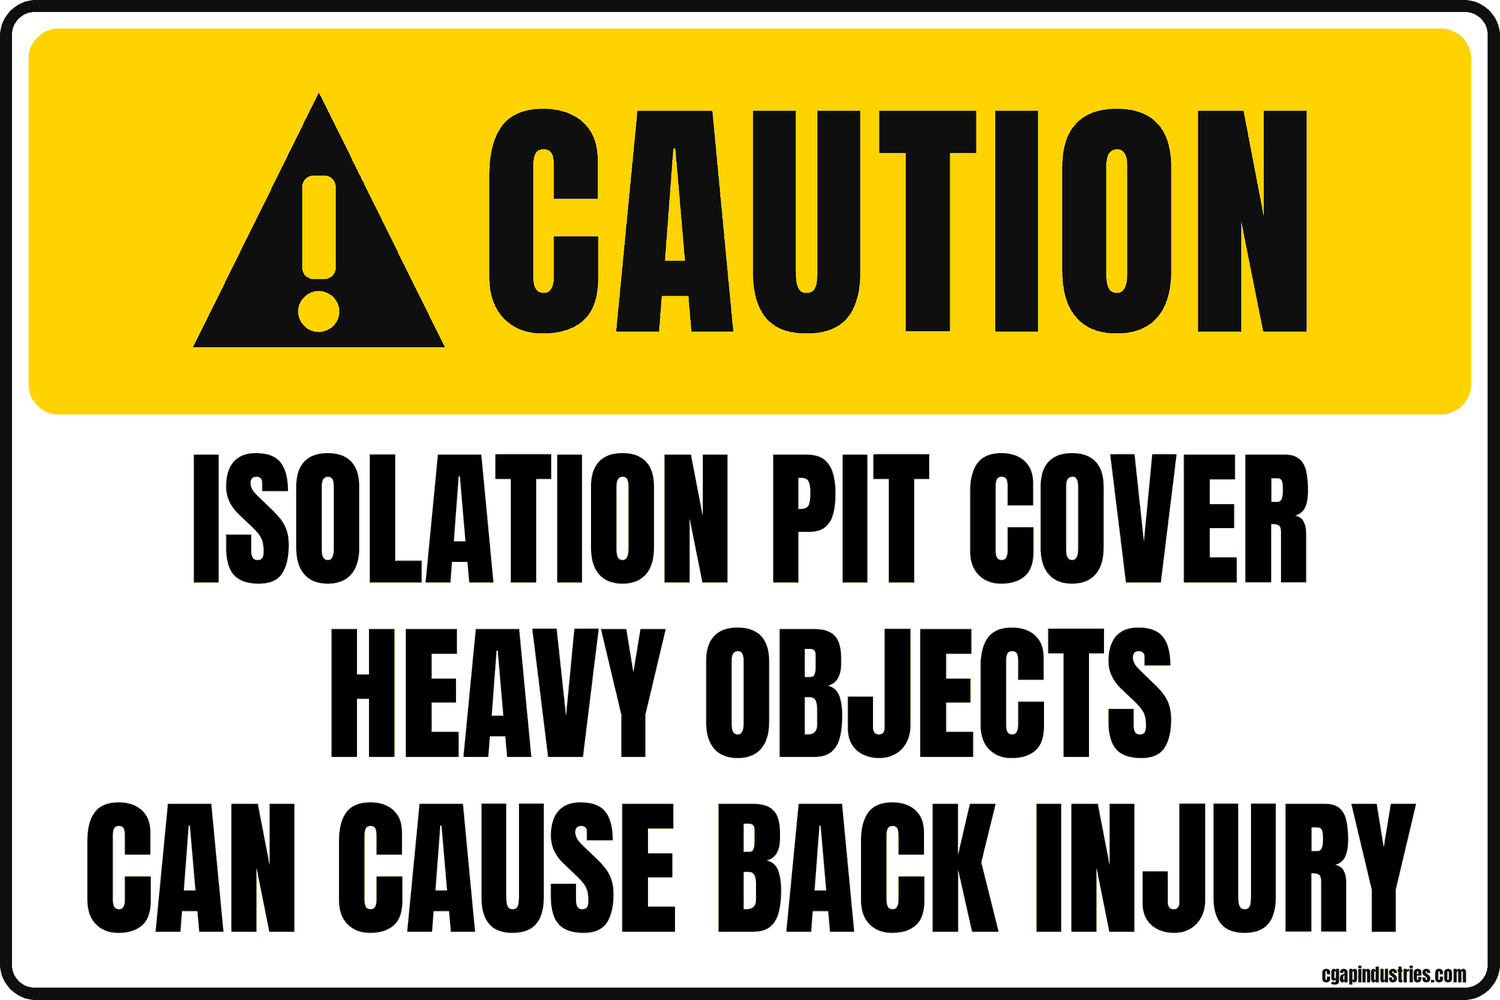 CAUTION
ISOLATION PIT COVER
HEAVY OBJECTS
CAN CAUSE BACK INJURY
cgapindustries.com